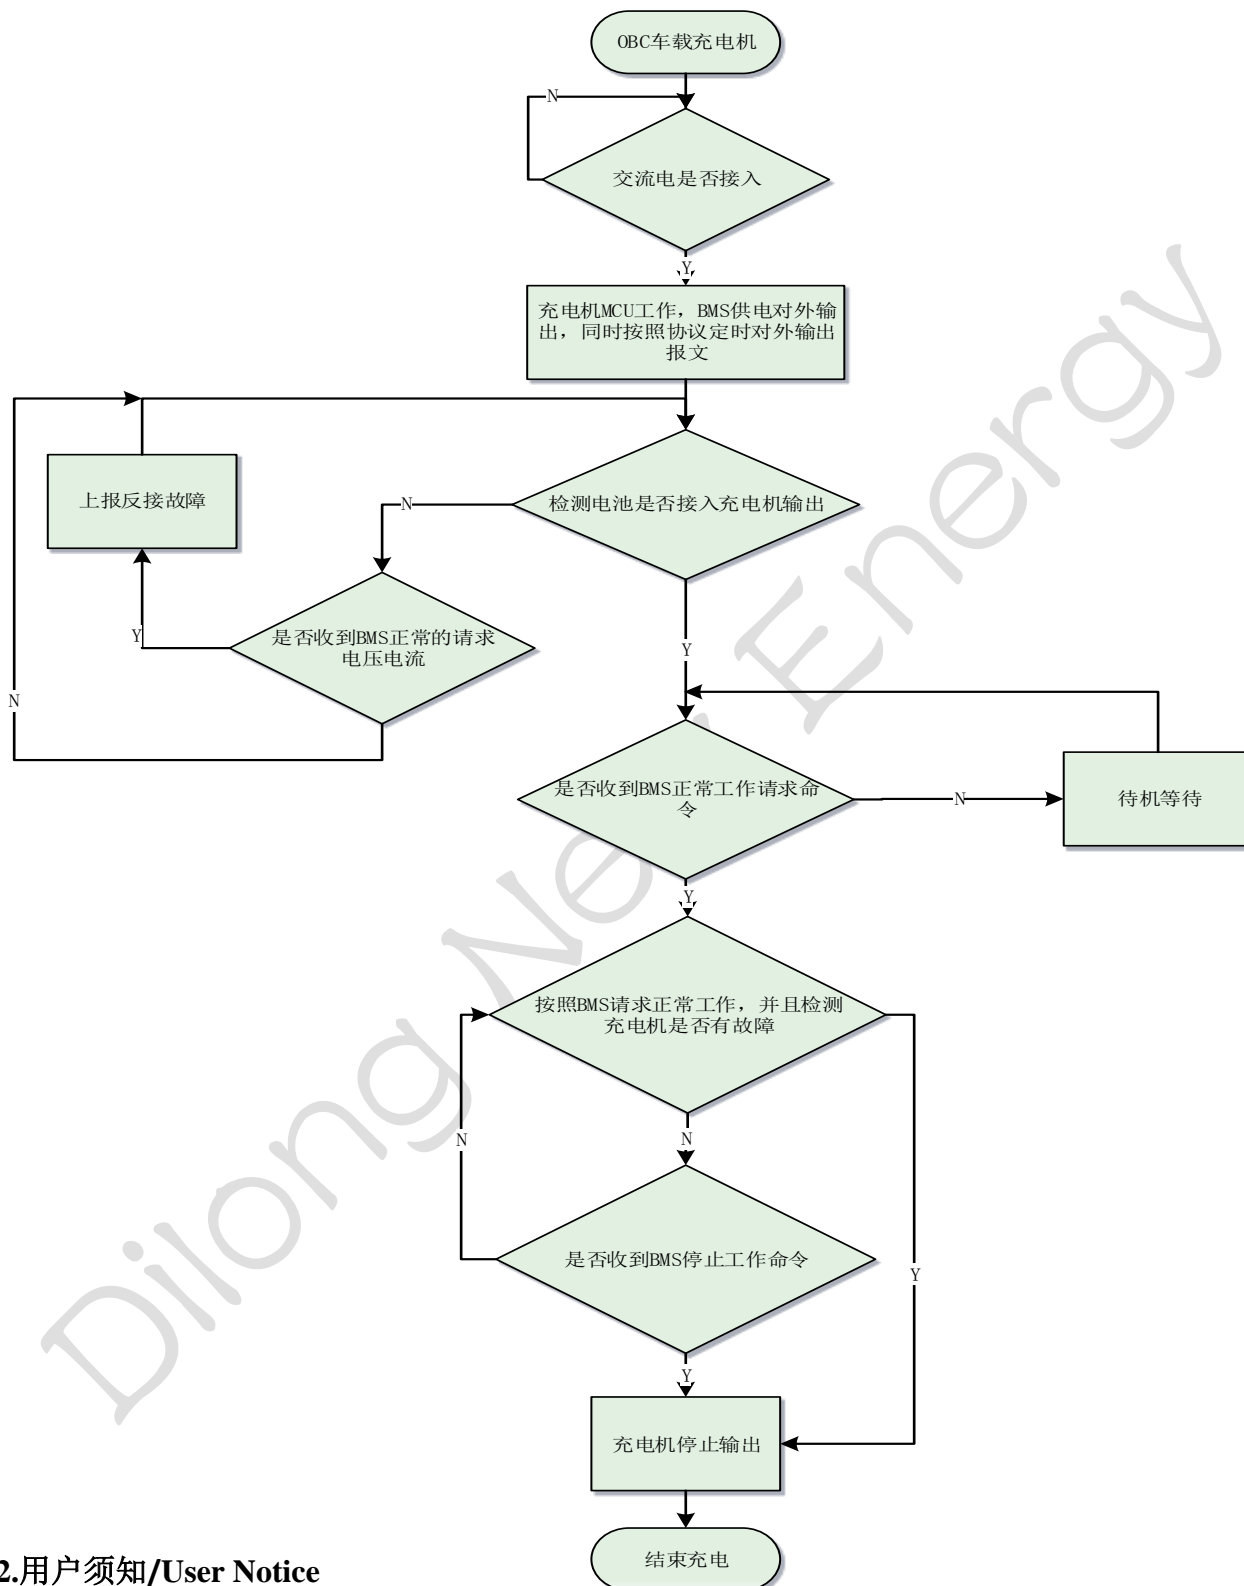 OBC车载充电机
N
交流电是否接入
Y
充电机MCU工作，BMS供电对外输
出，同时按照协议定时对外输出
报文
上报反接故障
N
检测电池是否接入充电机输出
Y
是否收到BMS正常的请求
电压电流
Y
N
是否收到BMS正常工作请求命
令
N
待机等待
Y
按照BMS请求正常工作，并且检测
充电机是否有故障
N
N
是否收到BMS停止工作命令
Y
Y
充电机停止输出
结束充电
2.用户须知/User Notice
Dilong New Energy